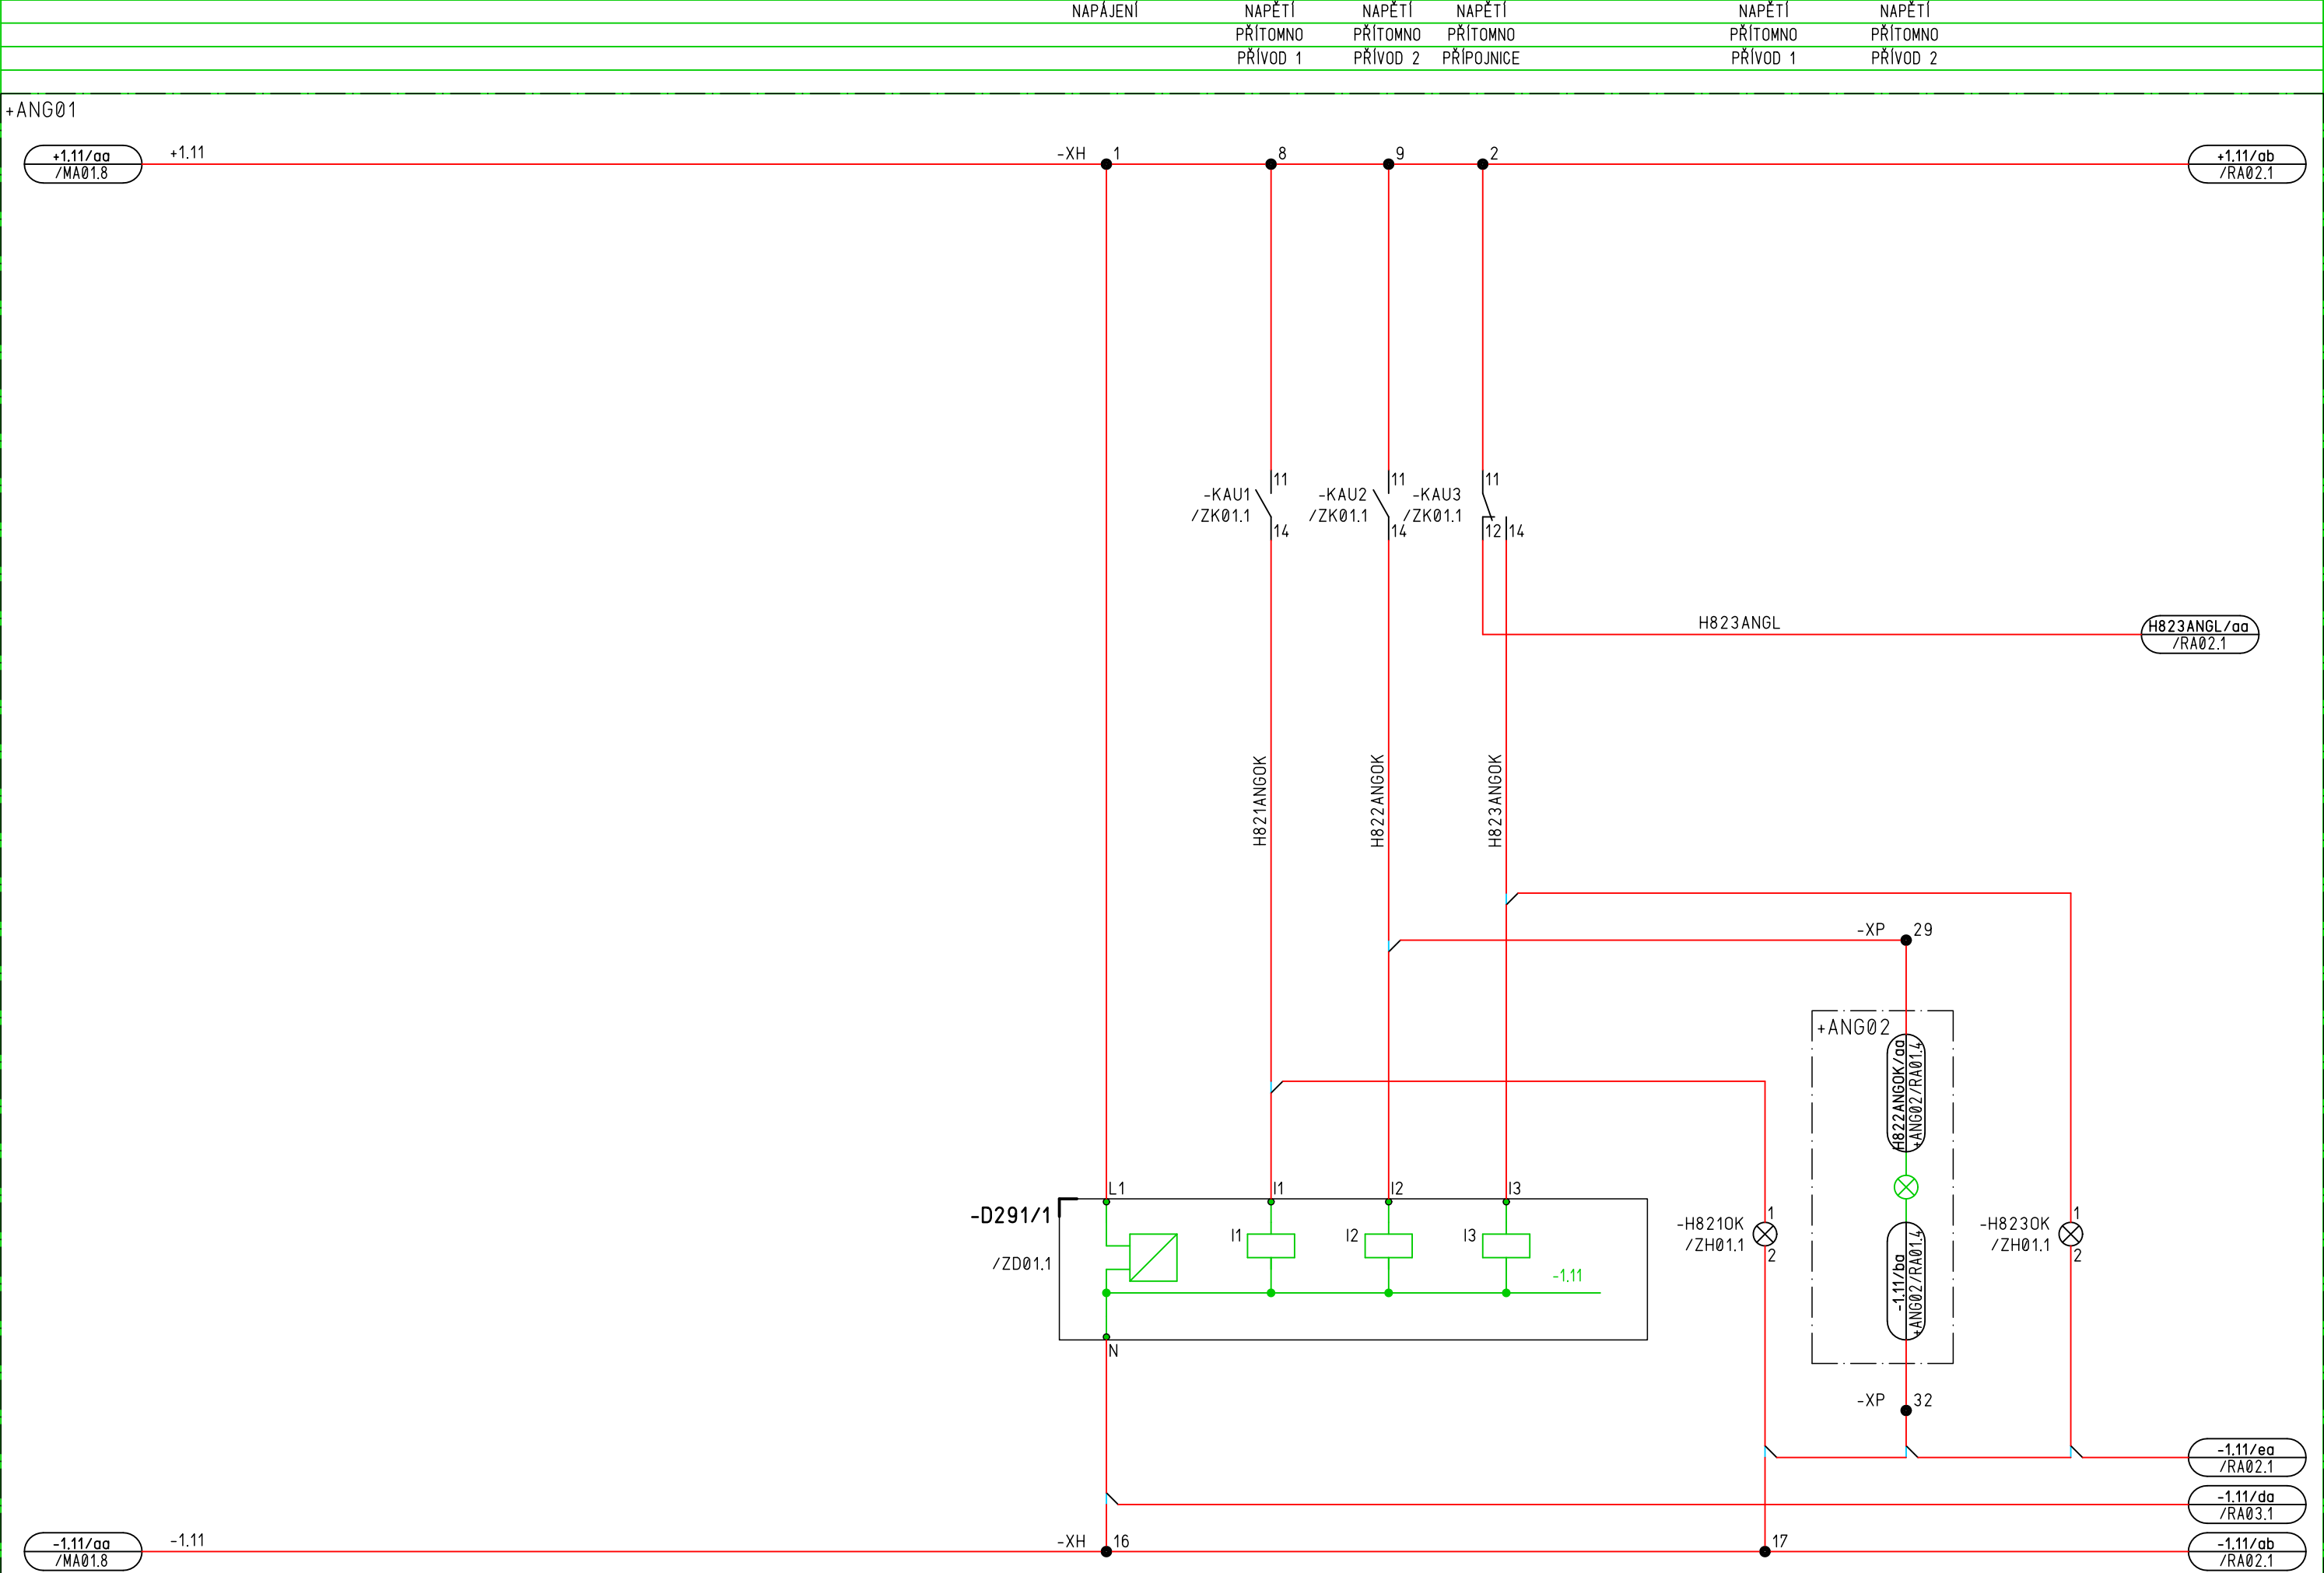 NAPÁJENÍ NAPĚTÍ NAPĚTÍ NAPĚTÍ NAPĚTÍ NAPĚTÍ
PŘÍTOMNO PŘÍTOMNO PŘÍTOMNO PŘÍTOMNO PŘÍTOMNO
PŘÍVOD 1 PŘÍVOD 2 PŘÍPOJNICE PŘÍVOD 1 PŘÍVOD 2
+ANG01
+1.11/aa +1.11 -XH 1 8 9 2 +1.11/ab
/MA01.8 /RA02.1
11 11 11
-KAU1 -KAU2 -KAU3
/ZK01.1 /ZK01.1 /ZK01.1
14 14 12 14
H823ANGL H823ANGL/aa
/RA02.1
H821ANGOK H822ANGOK H823ANGOK
-XP 29
+ANG02
H822ANGOK/aa
+ANG02/RA01.4
L1 I1 I2 I3
-D291/1
/ZD01.1
I1 I2 I3
-1.11
N
-H821OK 1
/ZH01.1 2
-1.11/ba
+ANG02/RA01.4
-H823OK 1
/ZH01.1 2
-XP 32
-1.11/ea
/RA02.1
-1.11/da
/RA03.1
-1.11/aa -1.11 -XH 16 17 -1.11/ab
/MA01.8 /RA02.1